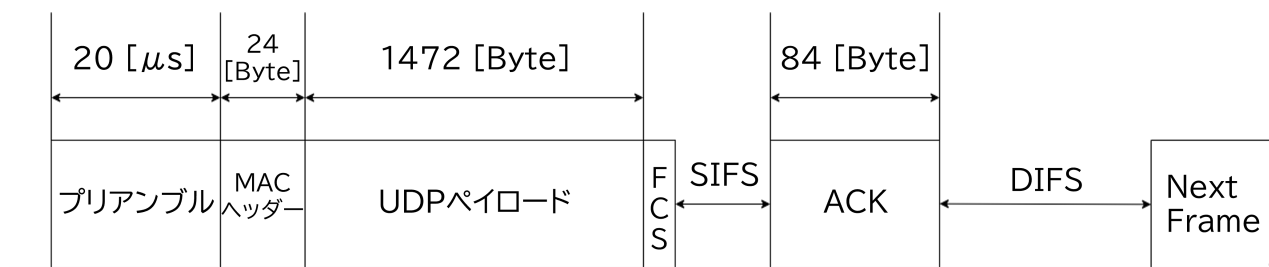 20 [μs]
24
[Byte]
1472 [Byte]
84 [Byte]
プリアンブル
MAC
ヘッダー
UDPペイロード
F
C
S
SIFS
ACK
DIFS
Next
Frame